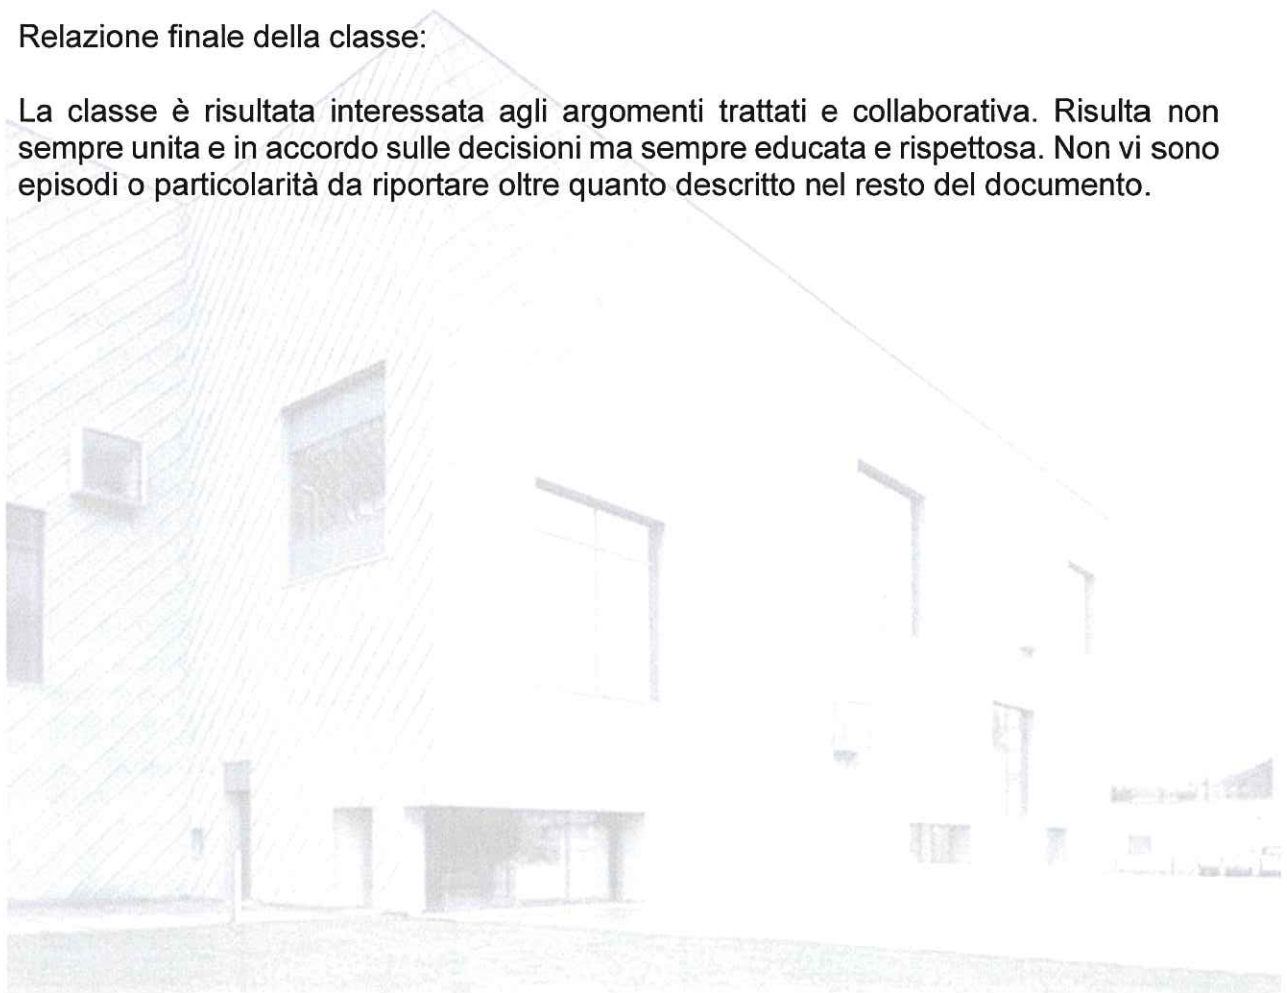 Relazione finale della classe:
La classe è risultata interessata agli argomenti trattati e collaborativa. Risulta non
sempre unita e in accordo sulle decisioni ma sempre educata e rispettosa. Non vi sono
episodi o particolarità da riportare oltre quanto descritto nel resto del documento.